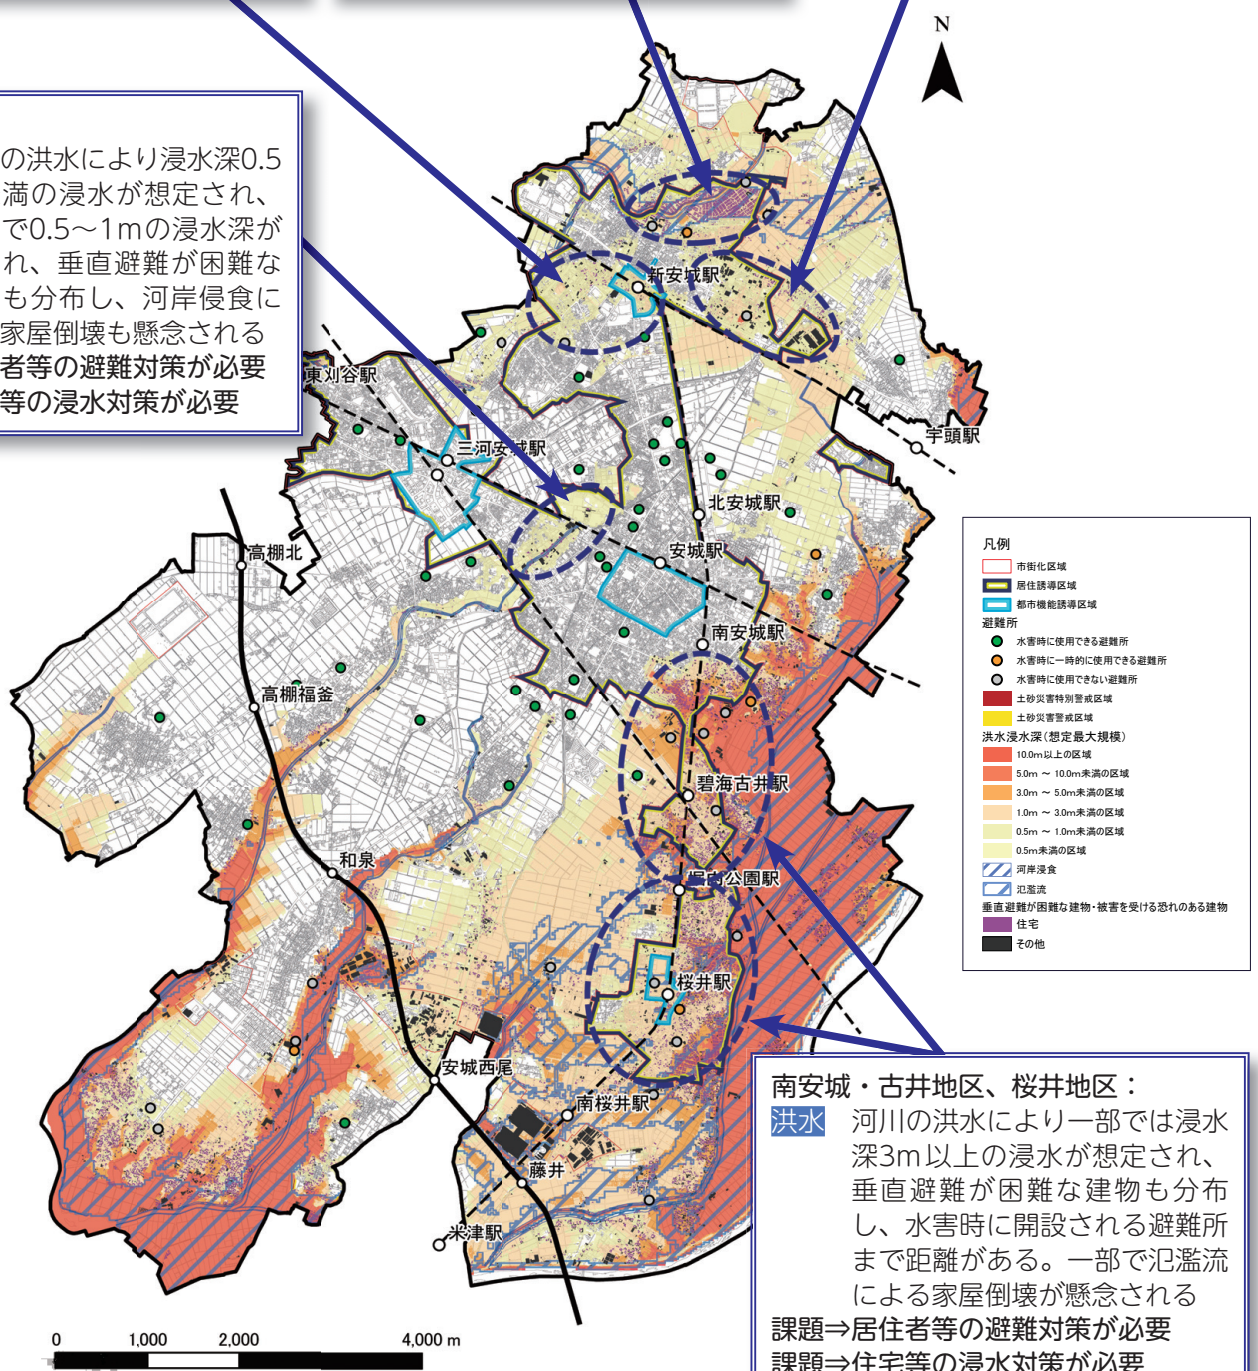 N
の洪水により浸水深0.5
満の浸水が想定され、
で0.5～1mの浸水深が
れ、垂直避難が困難な
も分布し、河岸侵食に
家屋倒壊も懸念される
者等の避難対策が必要
等の浸水対策が必要
新安城駅
東刈谷駅
三河安城駅
宇頭駅
北安城駅
高棚北
安城駅
南安城駅
高棚福釜
碧海古井駅
和泉
堀内公園駅
桜井駅
安城西尾
南桜井駅
藤井
米津駅
凡例
市街化区域
居住誘導区域
都市機能誘導区域
避難所
水害時に使用できる避難所
水害時に一時的に使用できる避難所
水害時に使用できない避難所
土砂災害特別警戒区域
土砂災害警戒区域
洪水浸水深（想定最大規模）
10.0m以上の区域
5.0m ～ 10.0m未満の区域
3.0m ～ 5.0m未満の区域
1.0m ～ 3.0m未満の区域
0.5m ～ 1.0m未満の区域
0.5m未満の区域
河岸浸食
氾濫流
垂直避難が困難な建物・被害を受ける恐れのある建物
住宅
その他
南安城・古井地区、桜井地区：
洪水 河川の洪水により一部では浸水
深3m以上の浸水が想定され、
垂直避難が困難な建物も分布
し、水害時に開設される避難所
まで距離がある。一部で氾濫流
による家屋倒壊が懸念される
課題⇒居住者等の避難対策が必要
課題⇒住宅等の浸水対策が必要
0 1,000 2,000 4,000 m